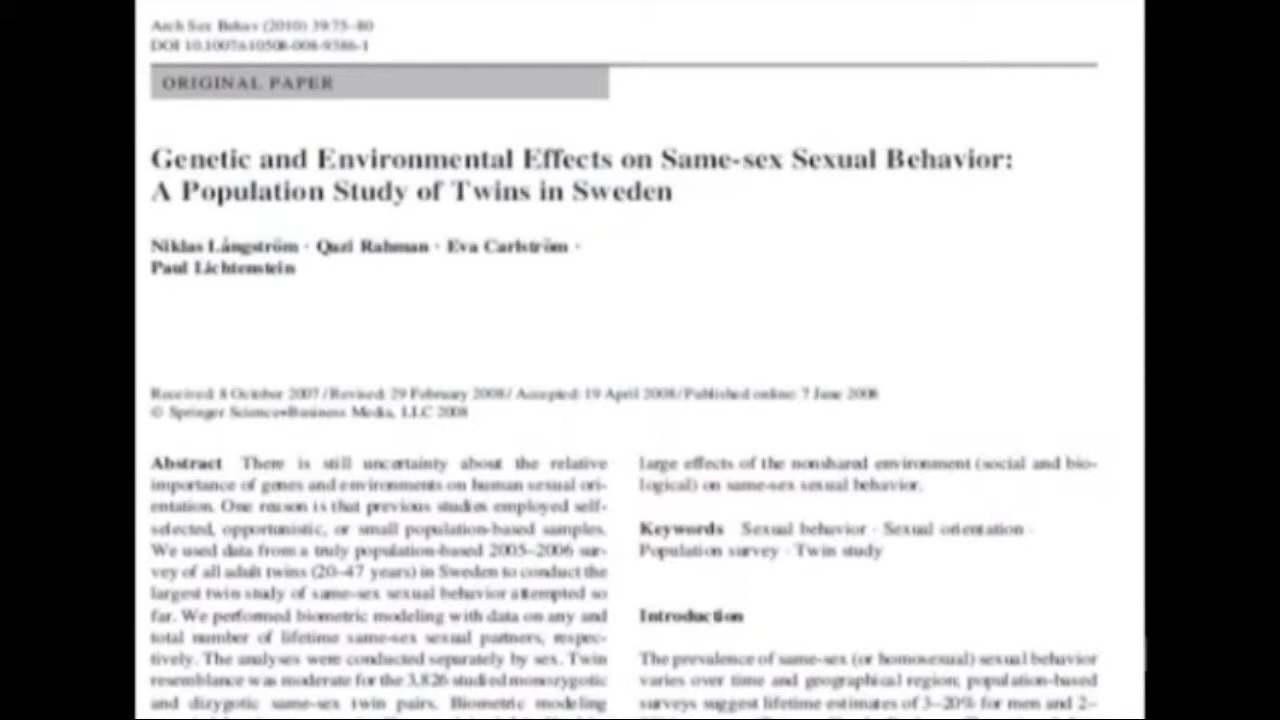 Arch Sex Behav (2010) 39:75–80
DOI 10.1007/s10508-008-9386-1
ORIGINAL PAPER
Genetic and Environmental Effects on Same-sex Sexual Behavior:
A Population Study of Twins in Sweden
Niklas Långström · Qazi Rahman · Eva Carlström ·
Paul Lichtenstein
Received: 8 October 2007 / Revised: 29 February 2008 / Accepted: 19 April 2008 / Published online: 7 June 2008
© Springer Science+Business Media, LLC 2008
Abstract There is still uncertainty about the relative
importance of genes and environments on human sexual ori-
entation. One reason is that previous studies employed self-
selected, opportunistic, or small population-based samples.
We used data from a truly population-based 2005–2006 sur-
vey of all adult twins (20–47 years) in Sweden to conduct the
largest twin study of same-sex sexual behavior attempted so
far. We performed biometric modeling with data on any and
total number of lifetime same-sex sexual partners, respec-
tively. The analyses were conducted separately by sex. Twin
resemblance was moderate for the 3,826 studied monozygotic
and dizygotic same-sex twin pairs. Biometric modeling
large effects of the nonshared environment (social and bio-
logical) on same-sex sexual behavior.
Keywords Sexual behavior · Sexual orientation ·
Population survey · Twin study
Introduction
The prevalence of same-sex (or homosexual) sexual behavior
varies over time and geographical region; population-based
surveys suggest lifetime estimates of 3–20% for men and 2–